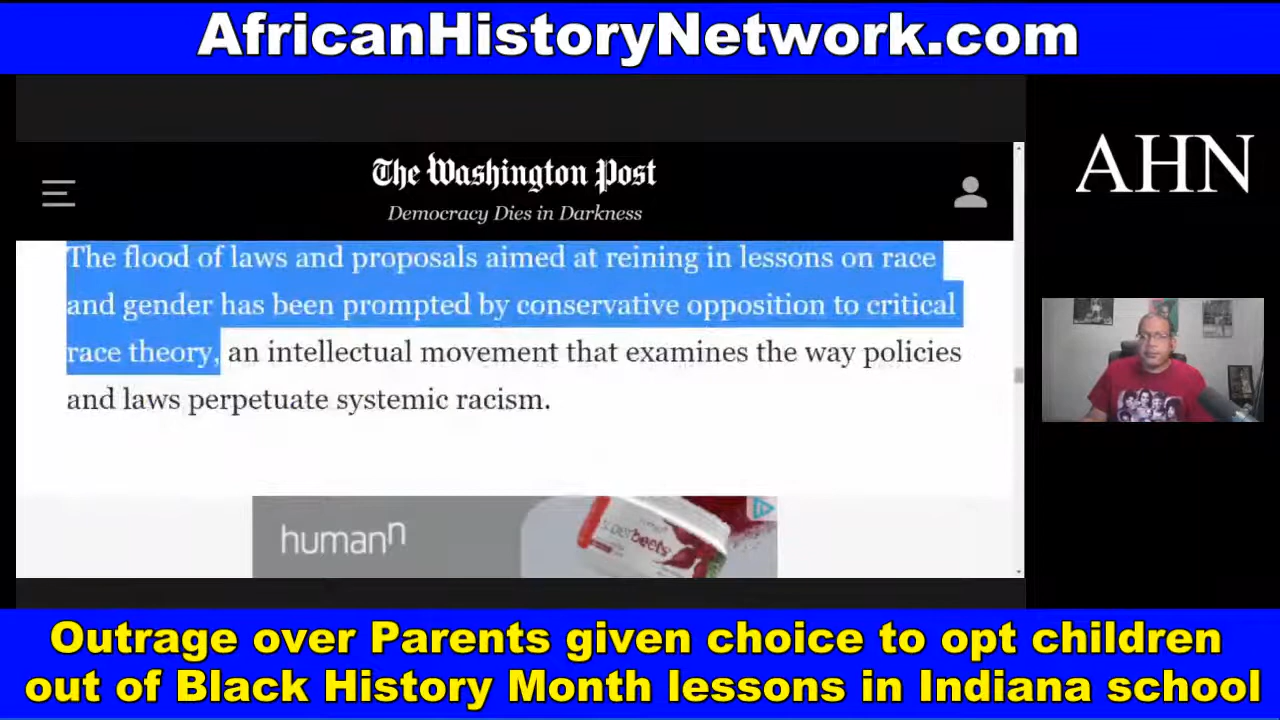 AfricanHistoryNetwork.com
AHN
The Washington Post
Democracy Dies in Darkness
The flood of laws and proposals aimed at reining in lessons on race
and gender has been prompted by conservative opposition to critical
race theory, an intellectual movement that examines the way policies
and laws perpetuate systemic racism.
humann
superbeets
Outrage over Parents given choice to opt children
out of Black History Month lessons in Indiana school